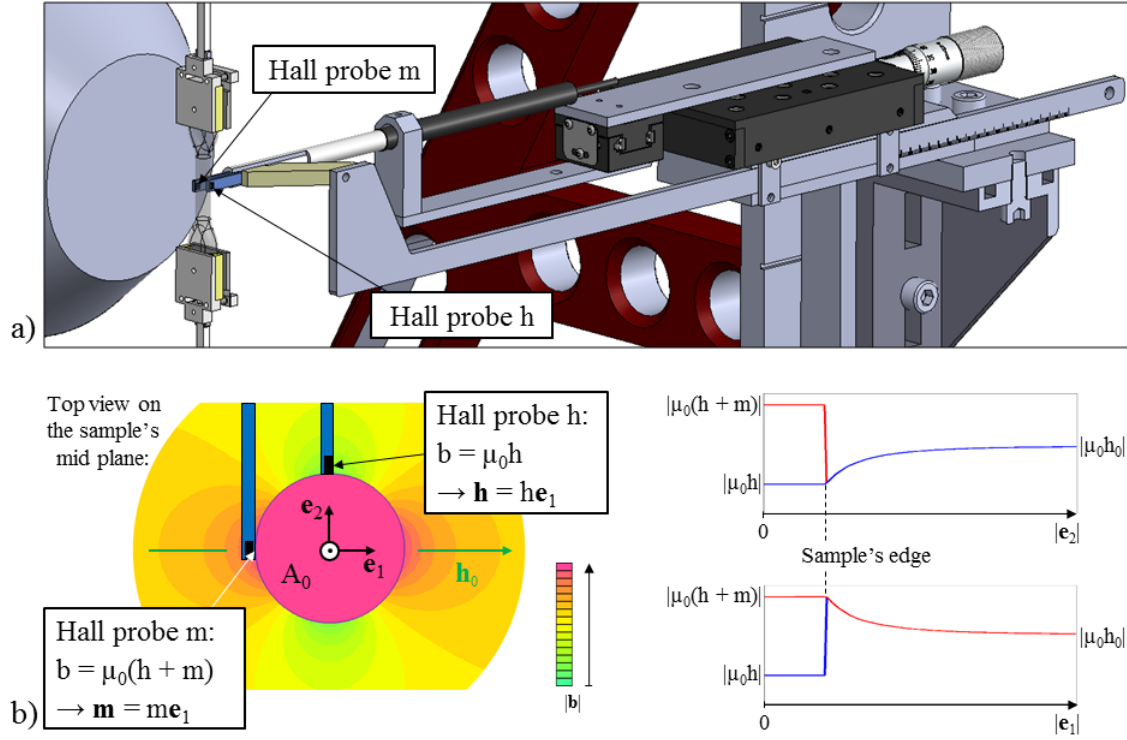 Hall probe m
Hall probe h
a)
Top view on
the sample's
mid plane:
Hall probe h:
b = μ₀h
→ h = he₁
e₂
e₁
A₀
h₀
Hall probe m:
b = μ₀(h + m)
→ m = me₁
|b|
b)
|μ₀(h + m)|
|μ₀h|
|μ₀h₀|
0
|e₂|
Sample's edge
|μ₀(h + m)|
|μ₀h₀|
|μ₀h|
0
|e₁|